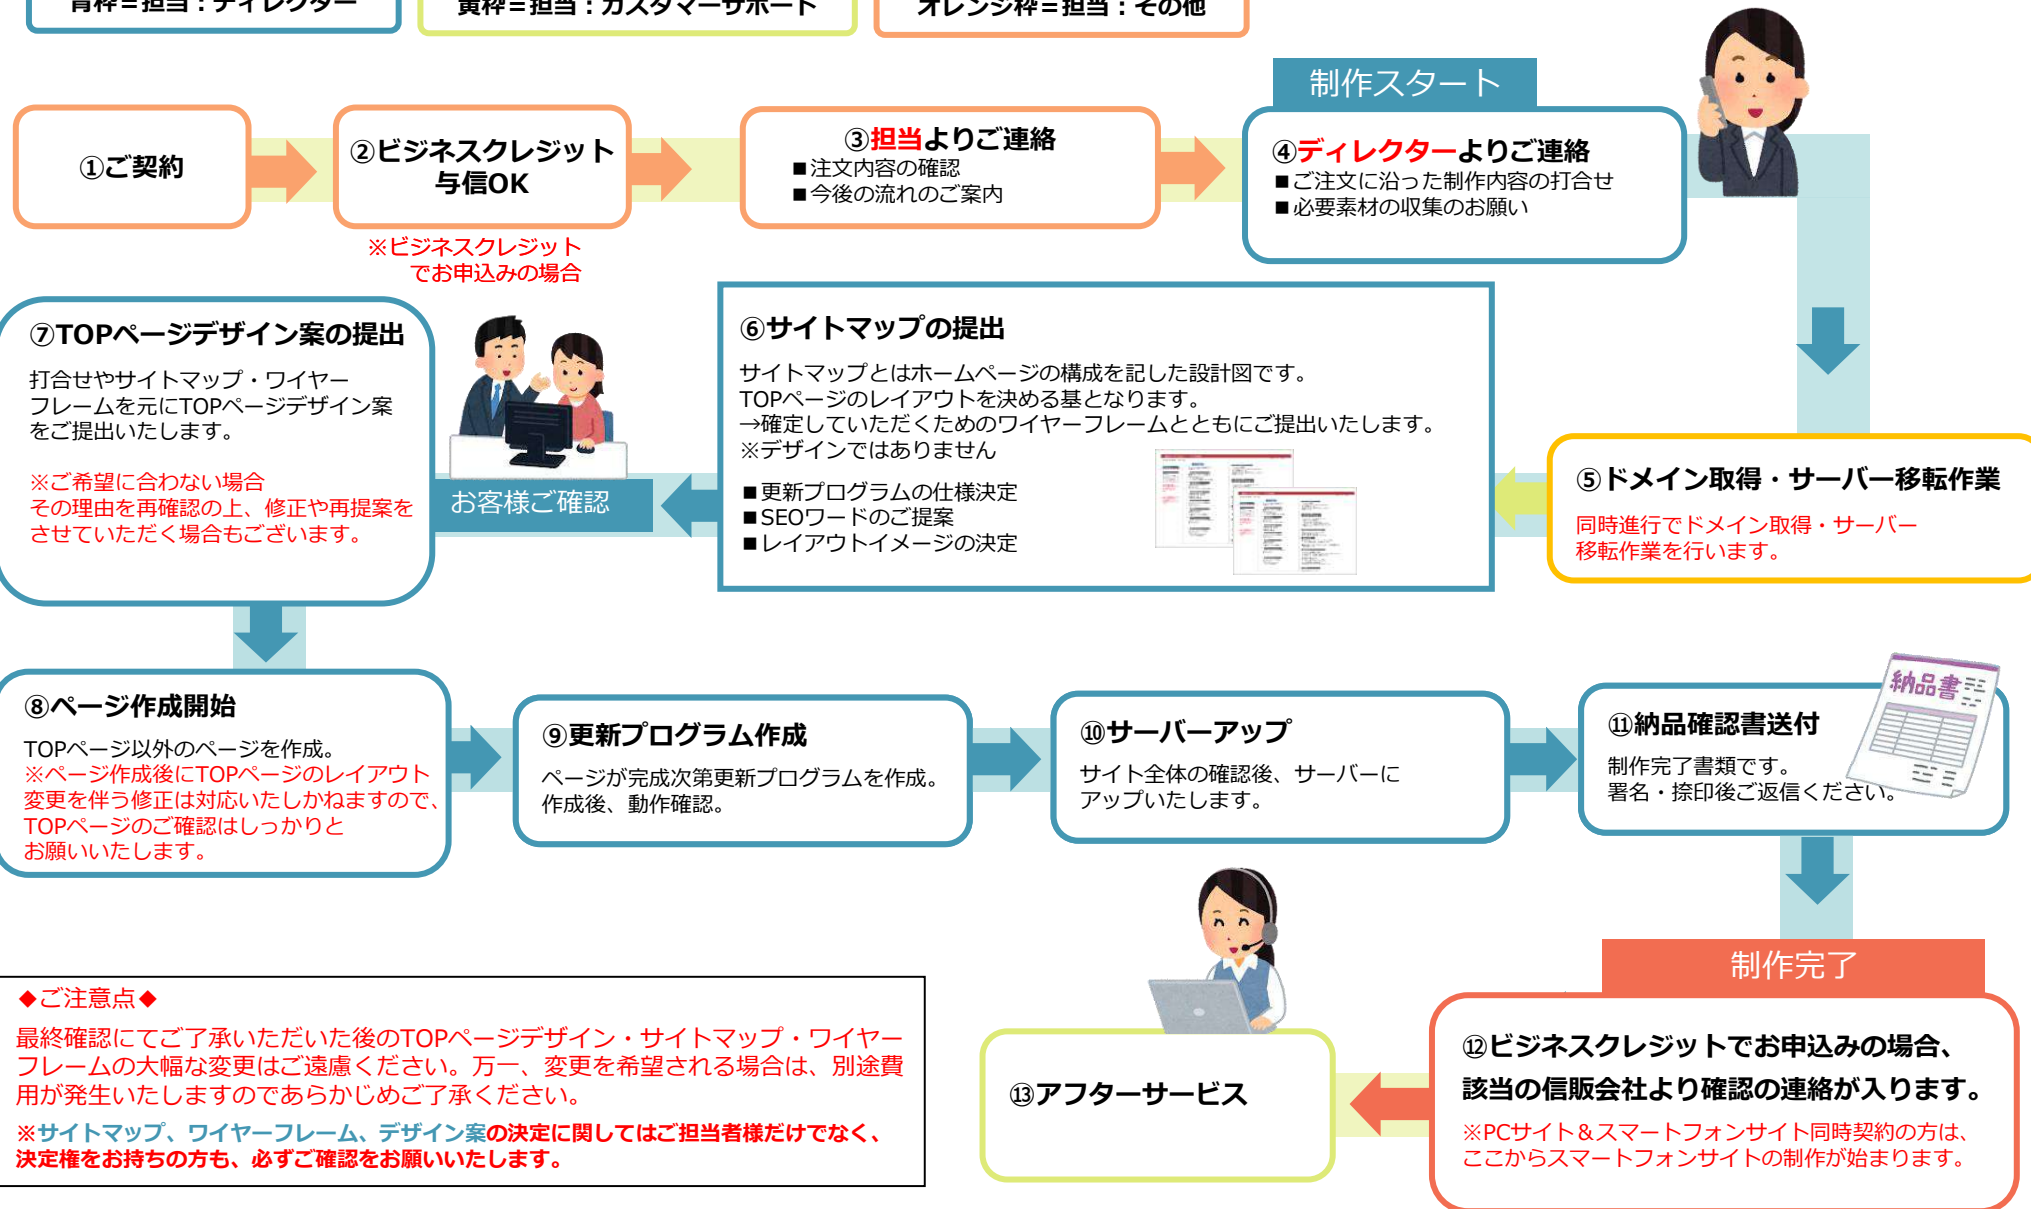 青枠＝担当：ディレクター
黄枠＝担当：カスタマーサポート
オレンジ枠＝担当：その他
制作スタート
①ご契約
②ビジネスクレジット
与信OK
※ビジネスクレジット
でお申込みの場合
③担当よりご連絡
■注文内容の確認
■今後の流れのご案内
④ディレクターよりご連絡
■ご注文に沿った制作内容の打合せ
■必要素材の収集のお願い
⑤ドメイン取得・サーバー移転作業
同時進行でドメイン取得・サーバー
移転作業を行います。
⑥サイトマップの提出
サイトマップとはホームページの構成を記した設計図です。
TOPページのレイアウトを決める基となります。
→確定していただくためのワイヤーフレームとともにご提出いたします。
※デザインではありません
■更新プログラムの仕様決定
■SEOワードのご提案
■レイアウトイメージの決定
お客様ご確認
⑦TOPページデザイン案の提出
打合せやサイトマップ・ワイヤー
フレームを元にTOPページデザイン案
をご提出いたします。
※ご希望に合わない場合
その理由を再確認の上、修正や再提案を
させていただく場合もございます。
⑧ページ作成開始
TOPページ以外のページを作成。
※ページ作成後にTOPページのレイアウト
変更を伴う修正は対応いたしかねますので、
TOPページのご確認はしっかりと
お願いいたします。
⑨更新プログラム作成
ページが完成次第更新プログラムを作成。
作成後、動作確認。
⑩サーバーアップ
サイト全体の確認後、サーバーに
アップいたします。
⑪納品確認書送付
制作完了書類です。
署名・捺印後ご返信ください。
納品書
制作完了
⑫ビジネスクレジットでお申込みの場合、
該当の信販会社より確認の連絡が入ります。
※PCサイト＆スマートフォンサイト同時契約の方は、
ここからスマートフォンサイトの制作が始まります。
⑬アフターサービス
◆ご注意点◆
最終確認にてご了承いただいた後のTOPページデザイン・サイトマップ・ワイヤー
フレームの大幅な変更はご遠慮ください。万一、変更を希望される場合は、別途費
用が発生いたしますのであらかじめご了承ください。
※サイトマップ、ワイヤーフレーム、デザイン案の決定に関してはご担当者様だけでなく、
決定権をお持ちの方も、必ずご確認をお願いいたします。